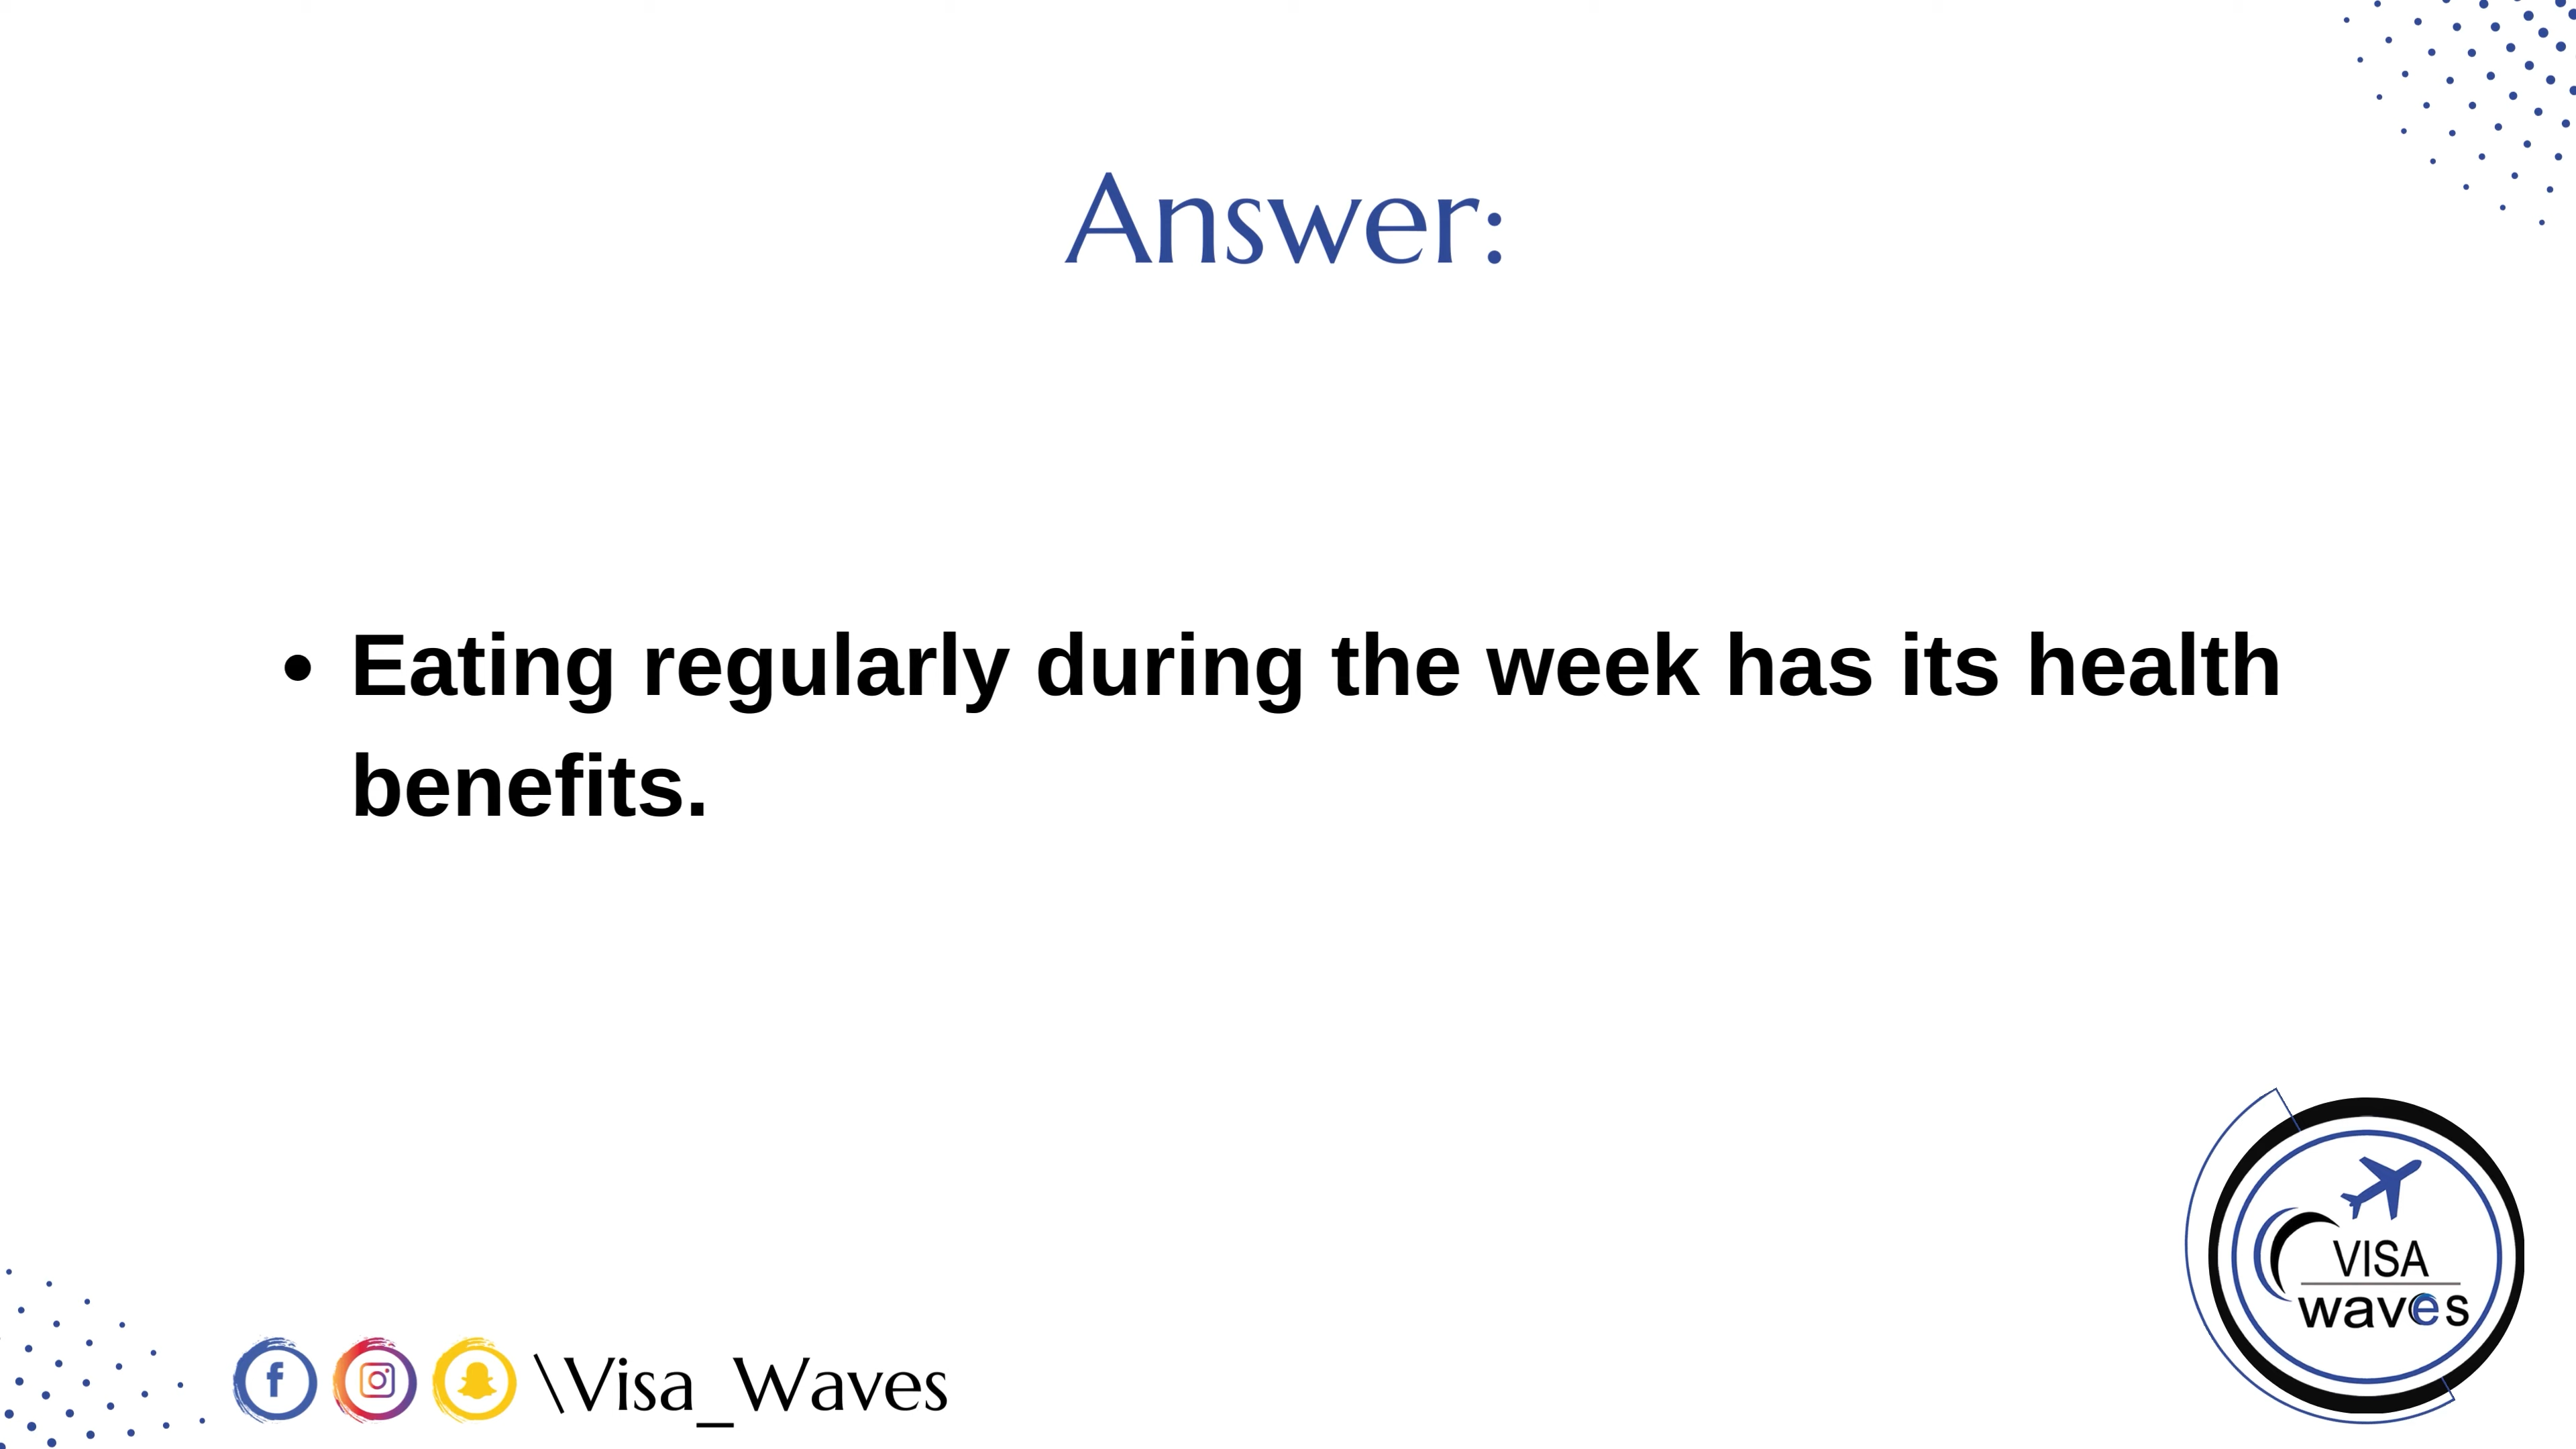 Answer:
• Eating regularly during the week has its health
benefits.
VISA
waves
f
\Visa_Waves